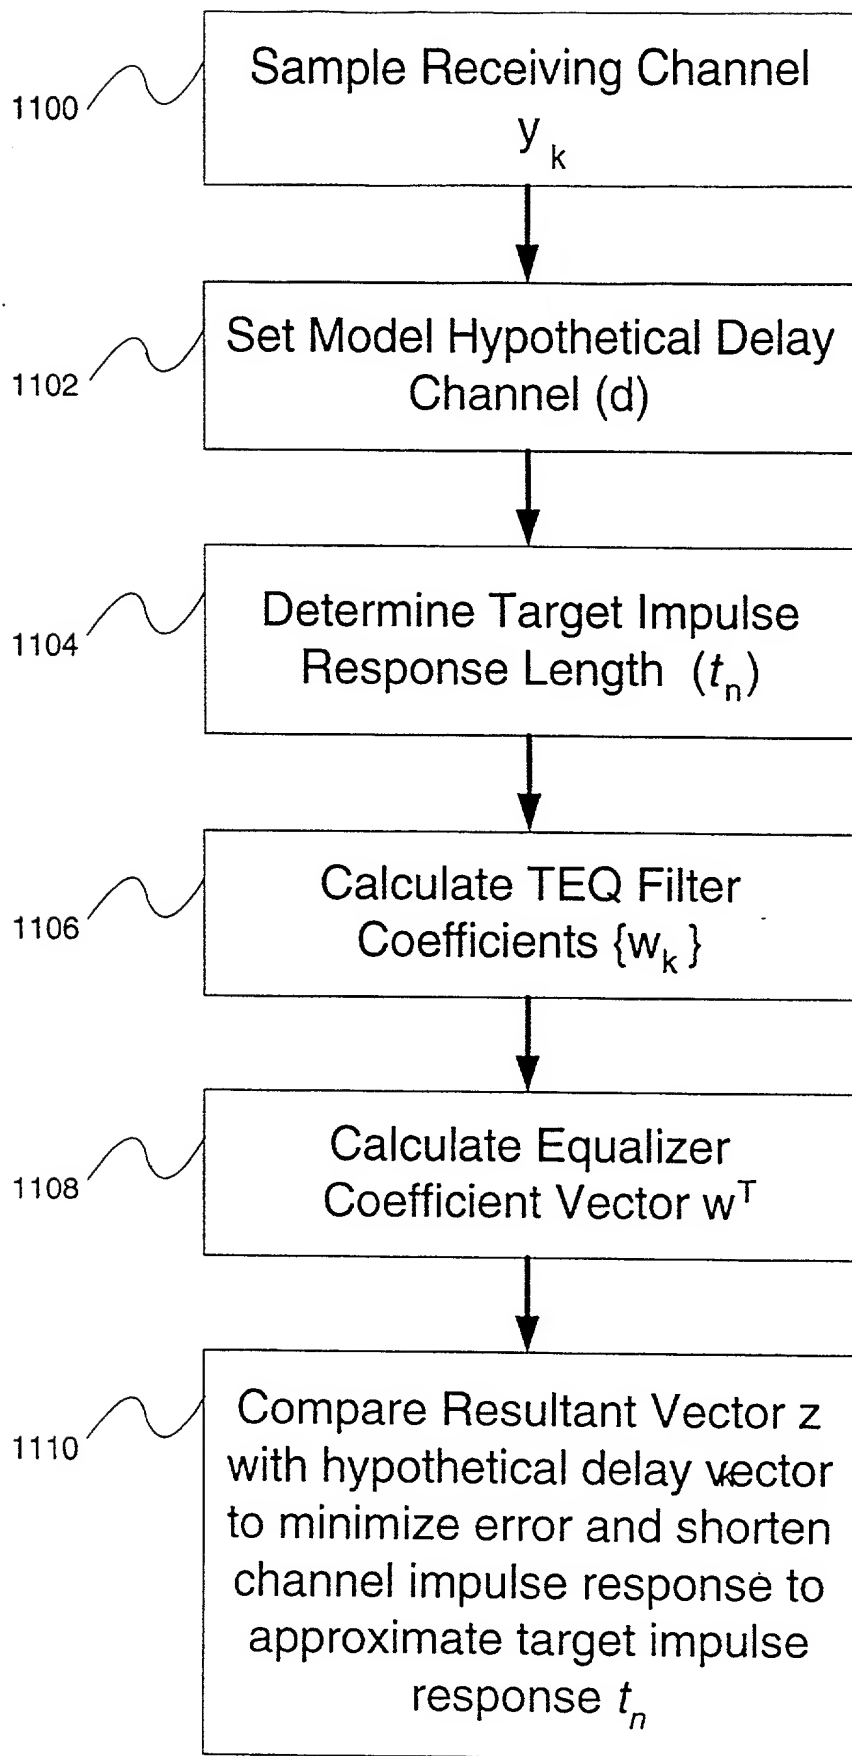 1100
Sample Receiving Channel
y k
1102
Set Model Hypothetical Delay
Channel (d)
1104
Determine Target Impulse
Response Length (tn)
1106
Calculate TEQ Filter
Coefficients {wk}
1108
Calculate Equalizer
Coefficient Vector wT
1110
Compare Resultant Vector z
with hypothetical delay vector
to minimize error and shorten
channel impulse response to
approximate target impulse
response tn